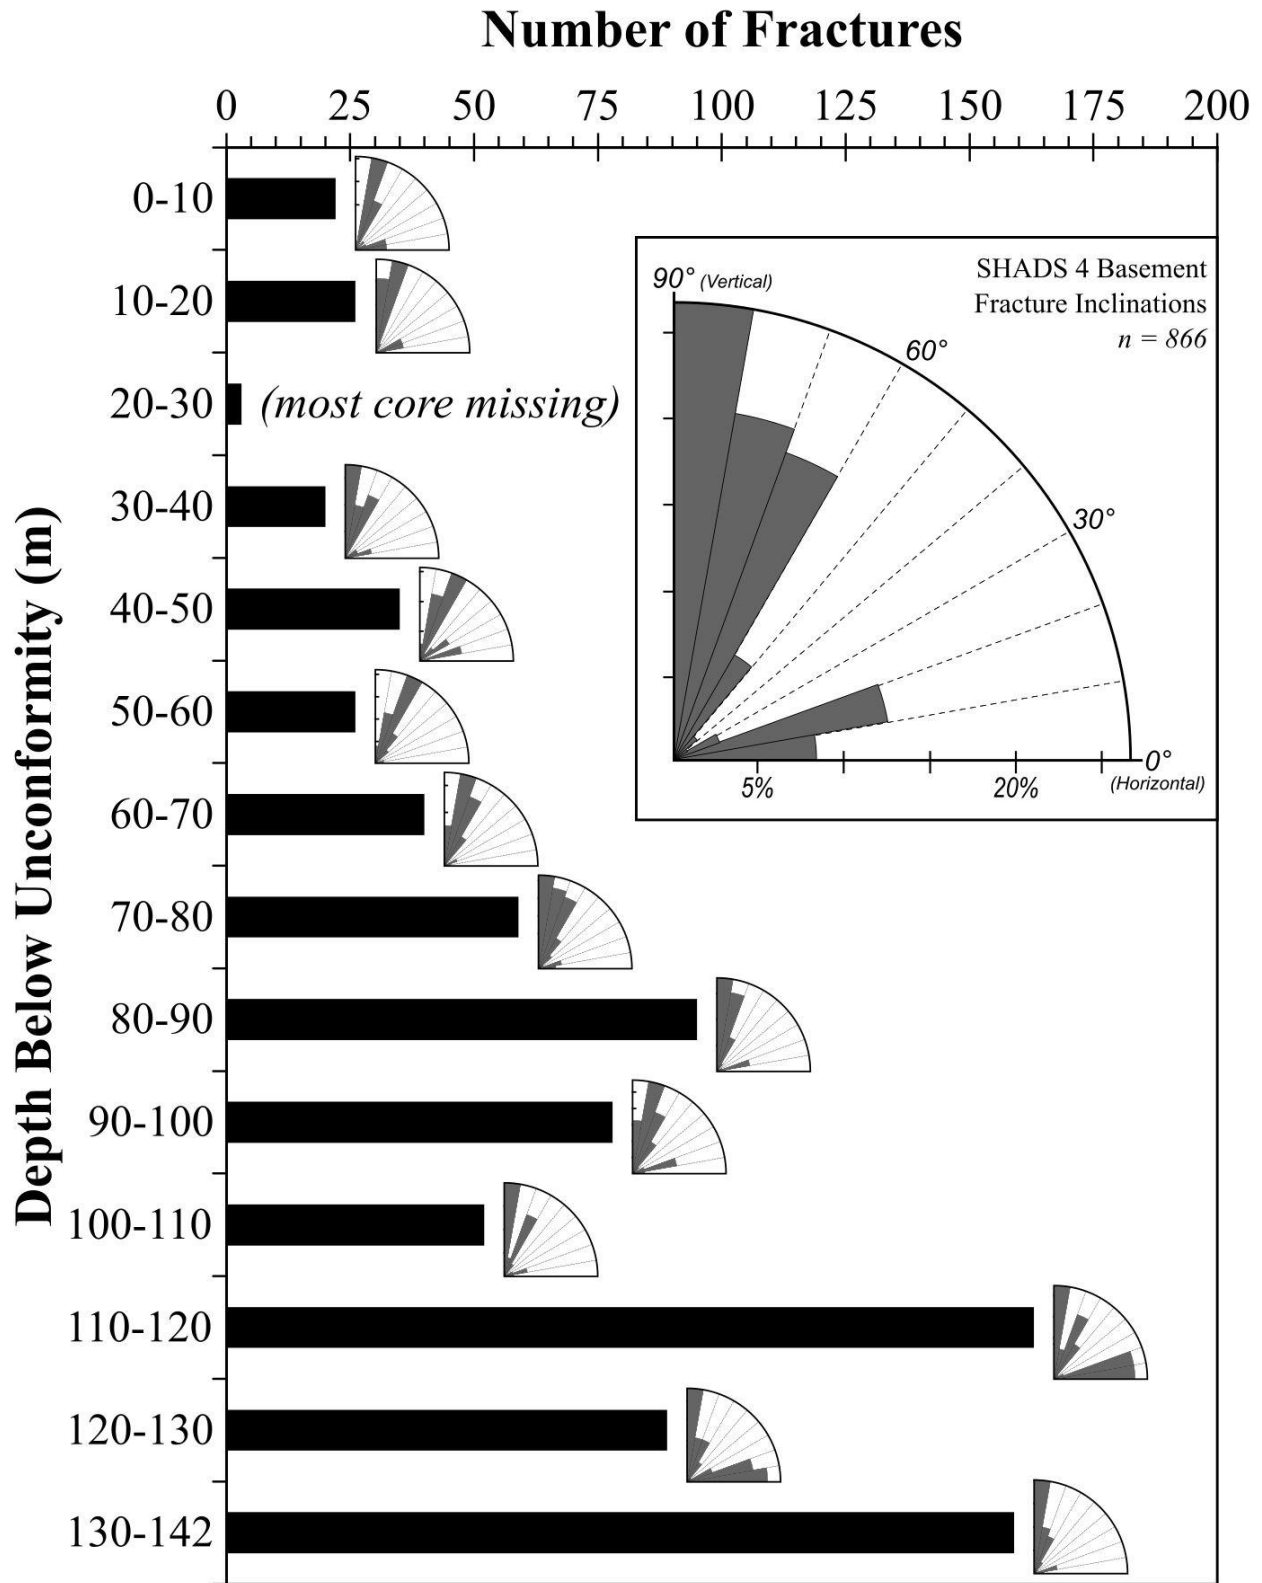 Number of Fractures
0 25 50 75 100 125 150 175 200
Depth Below Unconformity (m)
0-10
10-20
20-30 (most core missing)
30-40
40-50
50-60
60-70
70-80
80-90
90-100
100-110
110-120
120-130
130-142
SHADS 4 Basement
Fracture Inclinations
n = 866
90° (Vertical)
60°
30°
0°
(Horizontal)
5% 20%